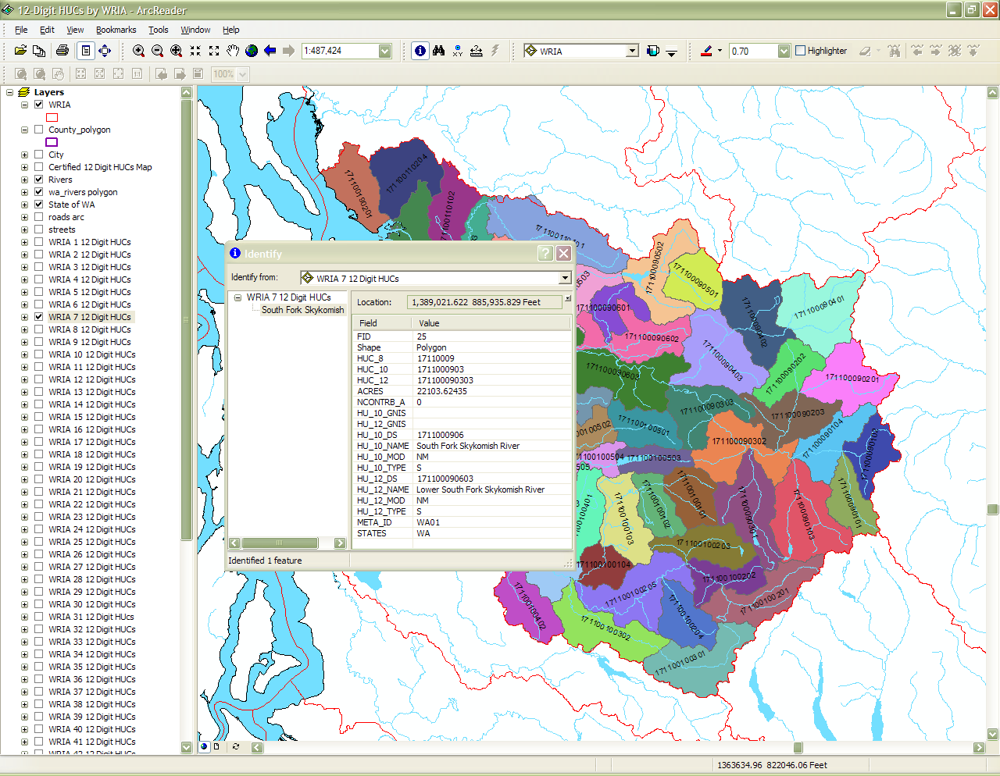 12-Digit HUCs by WRIA - ArcReader
File Edit View Bookmarks Tools Window Help
1:487,424
WRIA
0.70
Highlighter
100%
Layers
WRIA
County_polygon
City
Certified 12 Digit HUCs Map
Rivers
wa_rivers polygon
State of WA
roads arc
streets
WRIA 1 12 Digit HUCs
WRIA 2 12 Digit HUCs
WRIA 3 12 Digit HUCs
WRIA 4 12 Digit HUCs
WRIA 5 12 Digit HUCs
WRIA 6 12 Digit HUCs
WRIA 7 12 Digit HUCs
WRIA 8 12 Digit HUCs
WRIA 9 12 Digit HUCs
WRIA 10 12 Digit HUCs
WRIA 11 12 Digit HUCs
WRIA 12 12 Digit HUCs
WRIA 13 12 Digit HUCs
WRIA 14 12 Digit HUCs
WRIA 15 12 Digit HUCs
WRIA 16 12 Digit HUCs
WRIA 17 12 Digit HUCs
WRIA 18 12 Digit HUCs
WRIA 19 12 Digit HUCs
WRIA 20 12 Digit HUCs
WRIA 21 12 Digit HUCs
WRIA 22 12 Digit HUCs
WRIA 23 12 Digit HUCs
WRIA 24 12 Digit HUCs
WRIA 25 12 Digit HUCs
WRIA 26 12 Digit HUCs
WRIA 27 12 Digit HUCs
WRIA 28 12 Digit HUCs
WRIA 29 12 Digit HUCs
WRIA 30 12 Digit HUCs
WRIA 31 12 Digit HUcs
WRIA 32 12 Digit HUCs
WRIA 33 12 Digit HUCs
WRIA 34 12 Digit HUCs
WRIA 35 12 Digit HUCs
WRIA 36 12 Digit HUCs
WRIA 37 12 Digit HUCs
WRIA 38 12 Digit HUCs
WRIA 39 12 Digit HUCs
WRIA 40 12 Digit HUCs
WRIA 41 12 Digit HUCs
Identify
Identify from: WRIA 7 12 Digit HUCs
WRIA 7 12 Digit HUCs
South Fork Skykomish
Location: 1,389,021.622 885,935.829 Feet
Field Value
FID 25
Shape Polygon
HUC_8 17110009
HUC_10 1711000903
HUC_12 171100090303
ACRES 22103.62435
NCONTRB_A 0
HU_10_GNIS
HU_12_GNIS
HU_10_DS 1711000906
HU_10_NAME South Fork Skykomish River
HU_10_MOD NM
HU_10_TYPE S
HU_12_DS 171100090603
HU_12_NAME Lower South Fork Skykomish River
HU_12_MOD NM
HU_12_TYPE S
META_ID WA01
STATES WA
Identified 1 feature
171100190201
171100110204
171100110102
171100090502
171100090501
171100090401
171100090402
171100090601
171100090602
171100090403
171100090202
171100090201
171100090603
171100090303
171100090203
171100100501
171100090302
171100090104
171100090102
171100100503
171100100101
171100100102
171100100103
171100090301
171100090103
171100090101
171100100203
171100100104
171100100202
171100100205
171100100201
171100100402
171100100204
171100100302
171100100301
1363634.96 822046.06 Feet